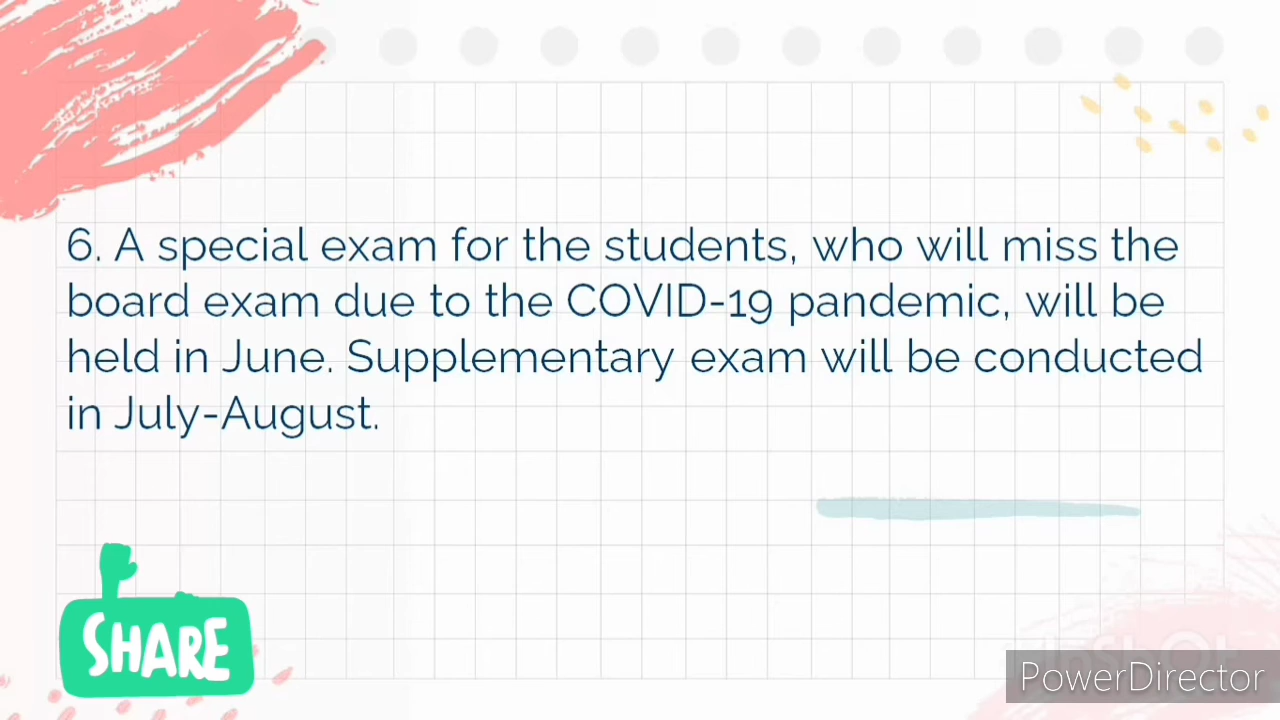 6. A special exam for the students, who will miss the
board exam due to the COVID-19 pandemic, will be
held in June. Supplementary exam will be conducted
in July-August.
SHARE
PowerDirector